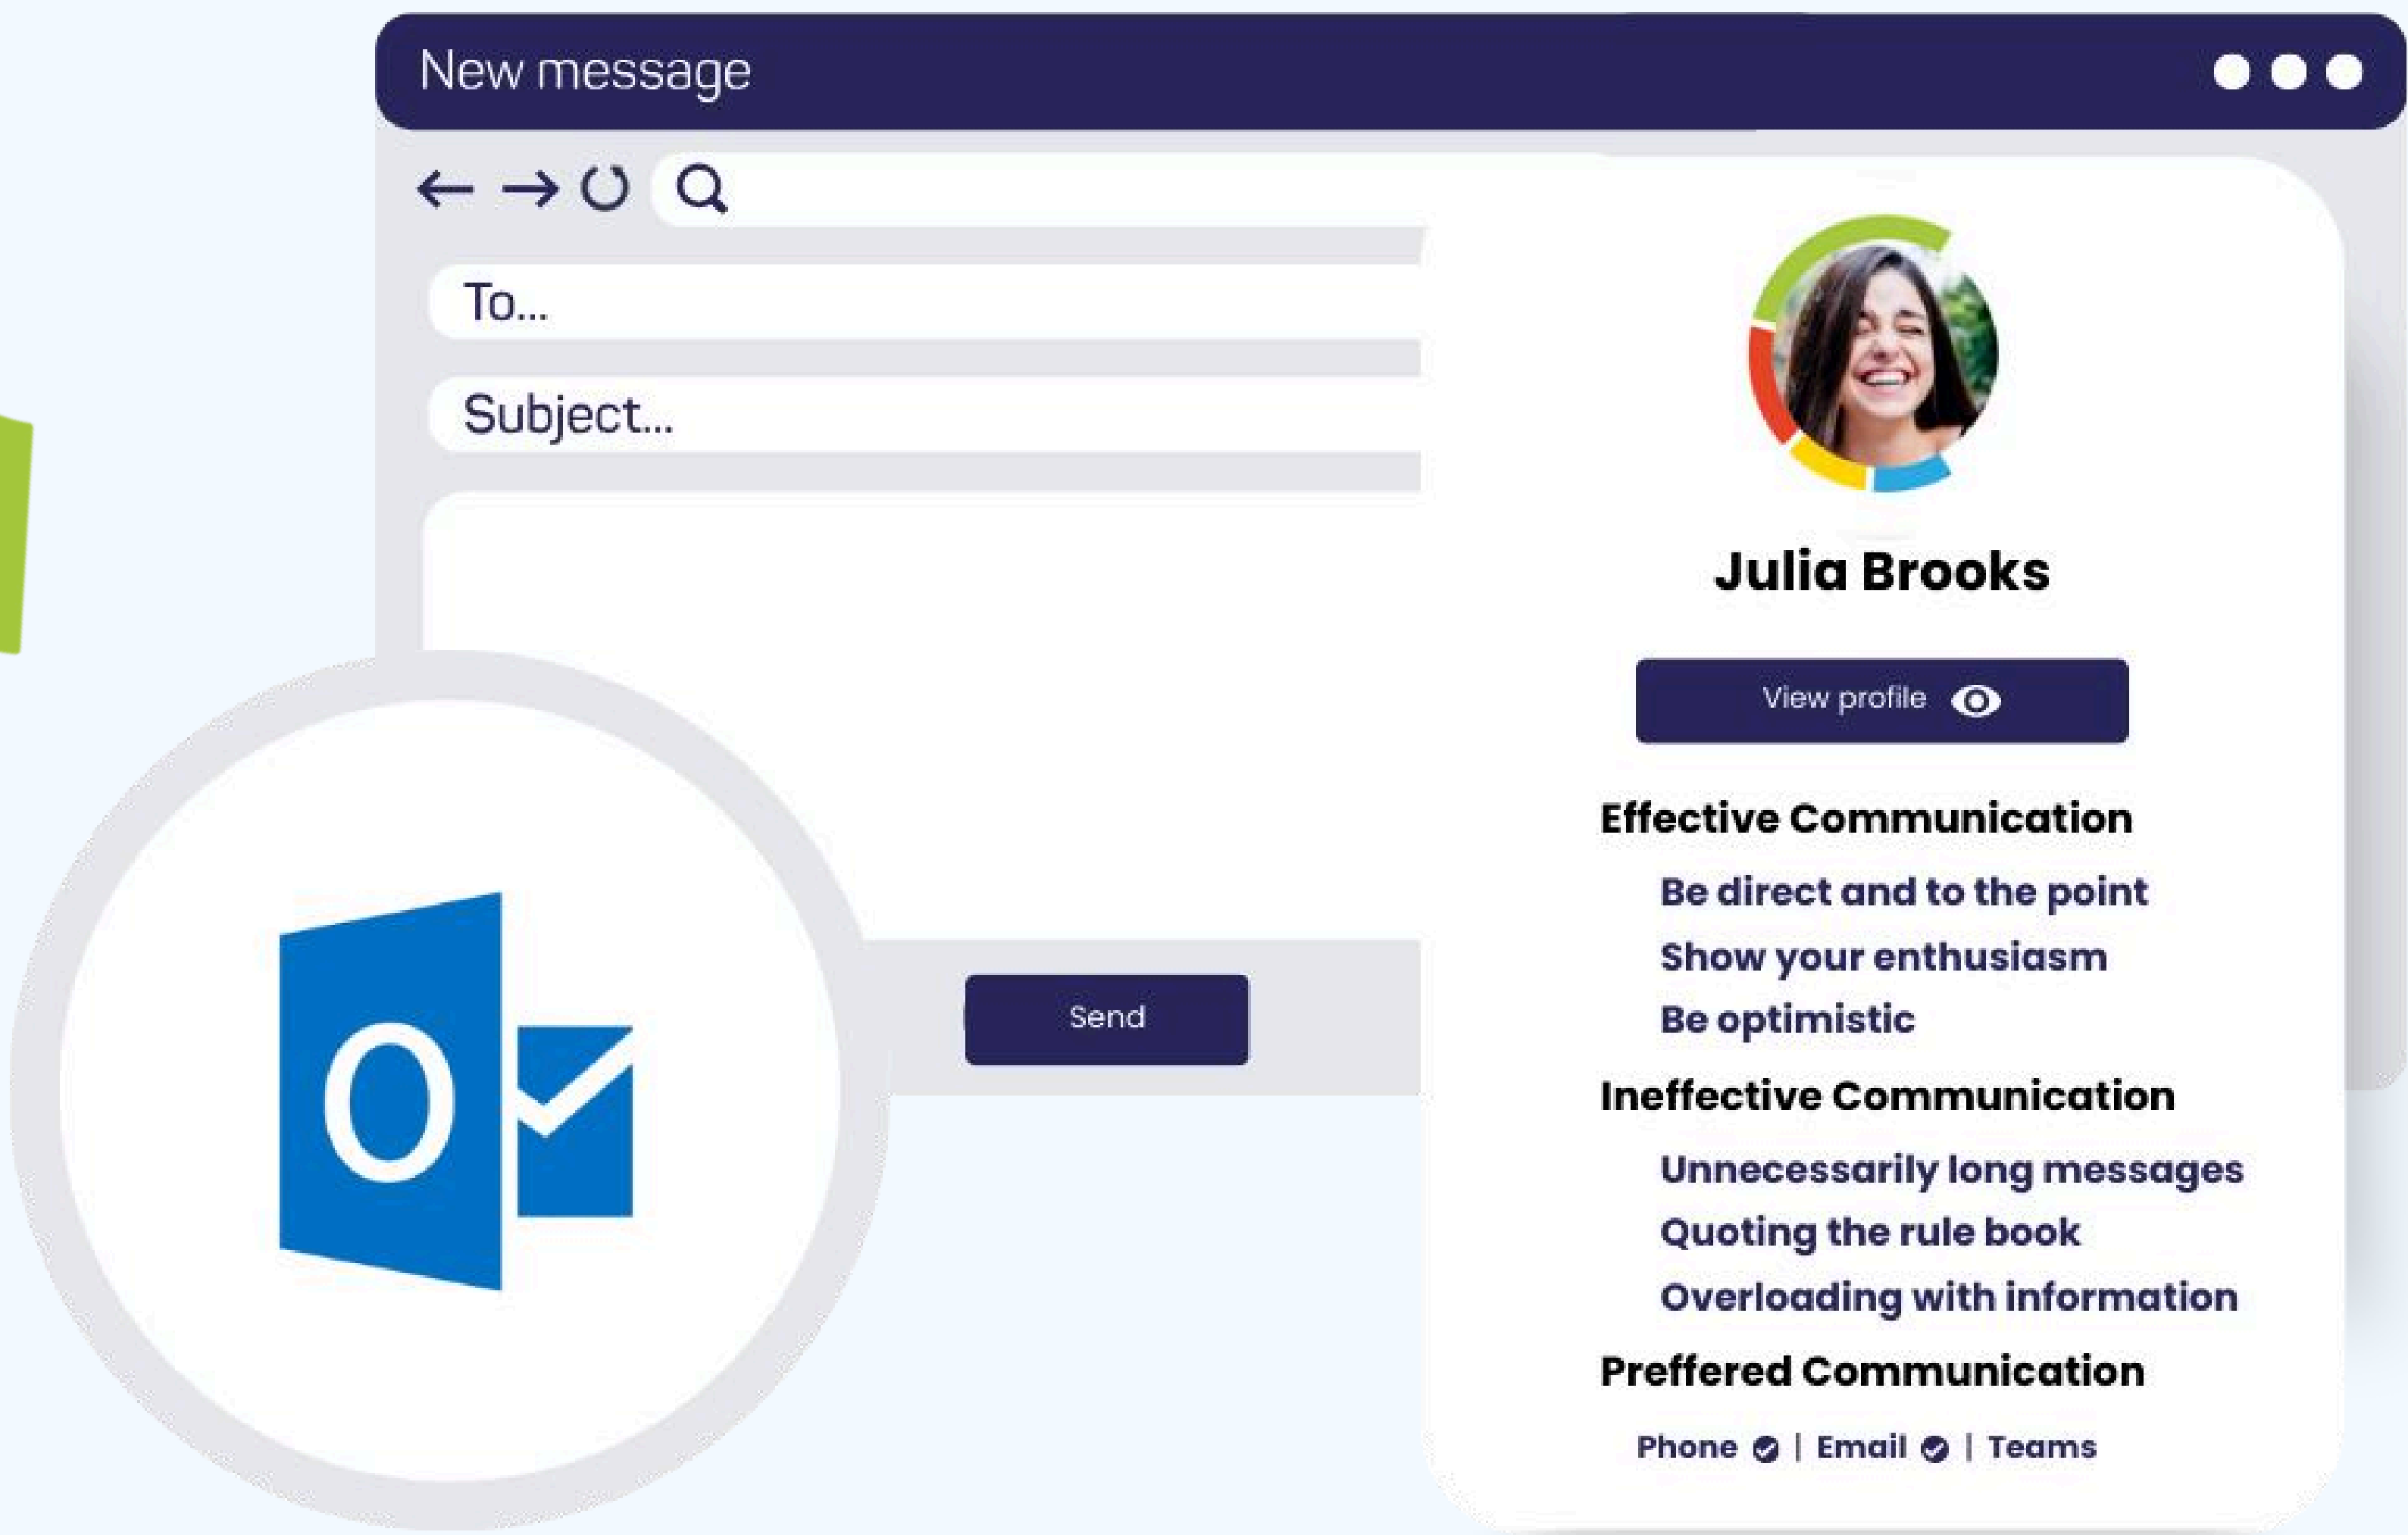 New message
To...
Subject...
Send
O
Julia Brooks
View profile
Effective Communication
Be direct and to the point
Show your enthusiasm
Be optimistic
Ineffective Communication
Unnecessarily long messages
Quoting the rule book
Overloading with information
Preffered Communication
Phone | Email | Teams